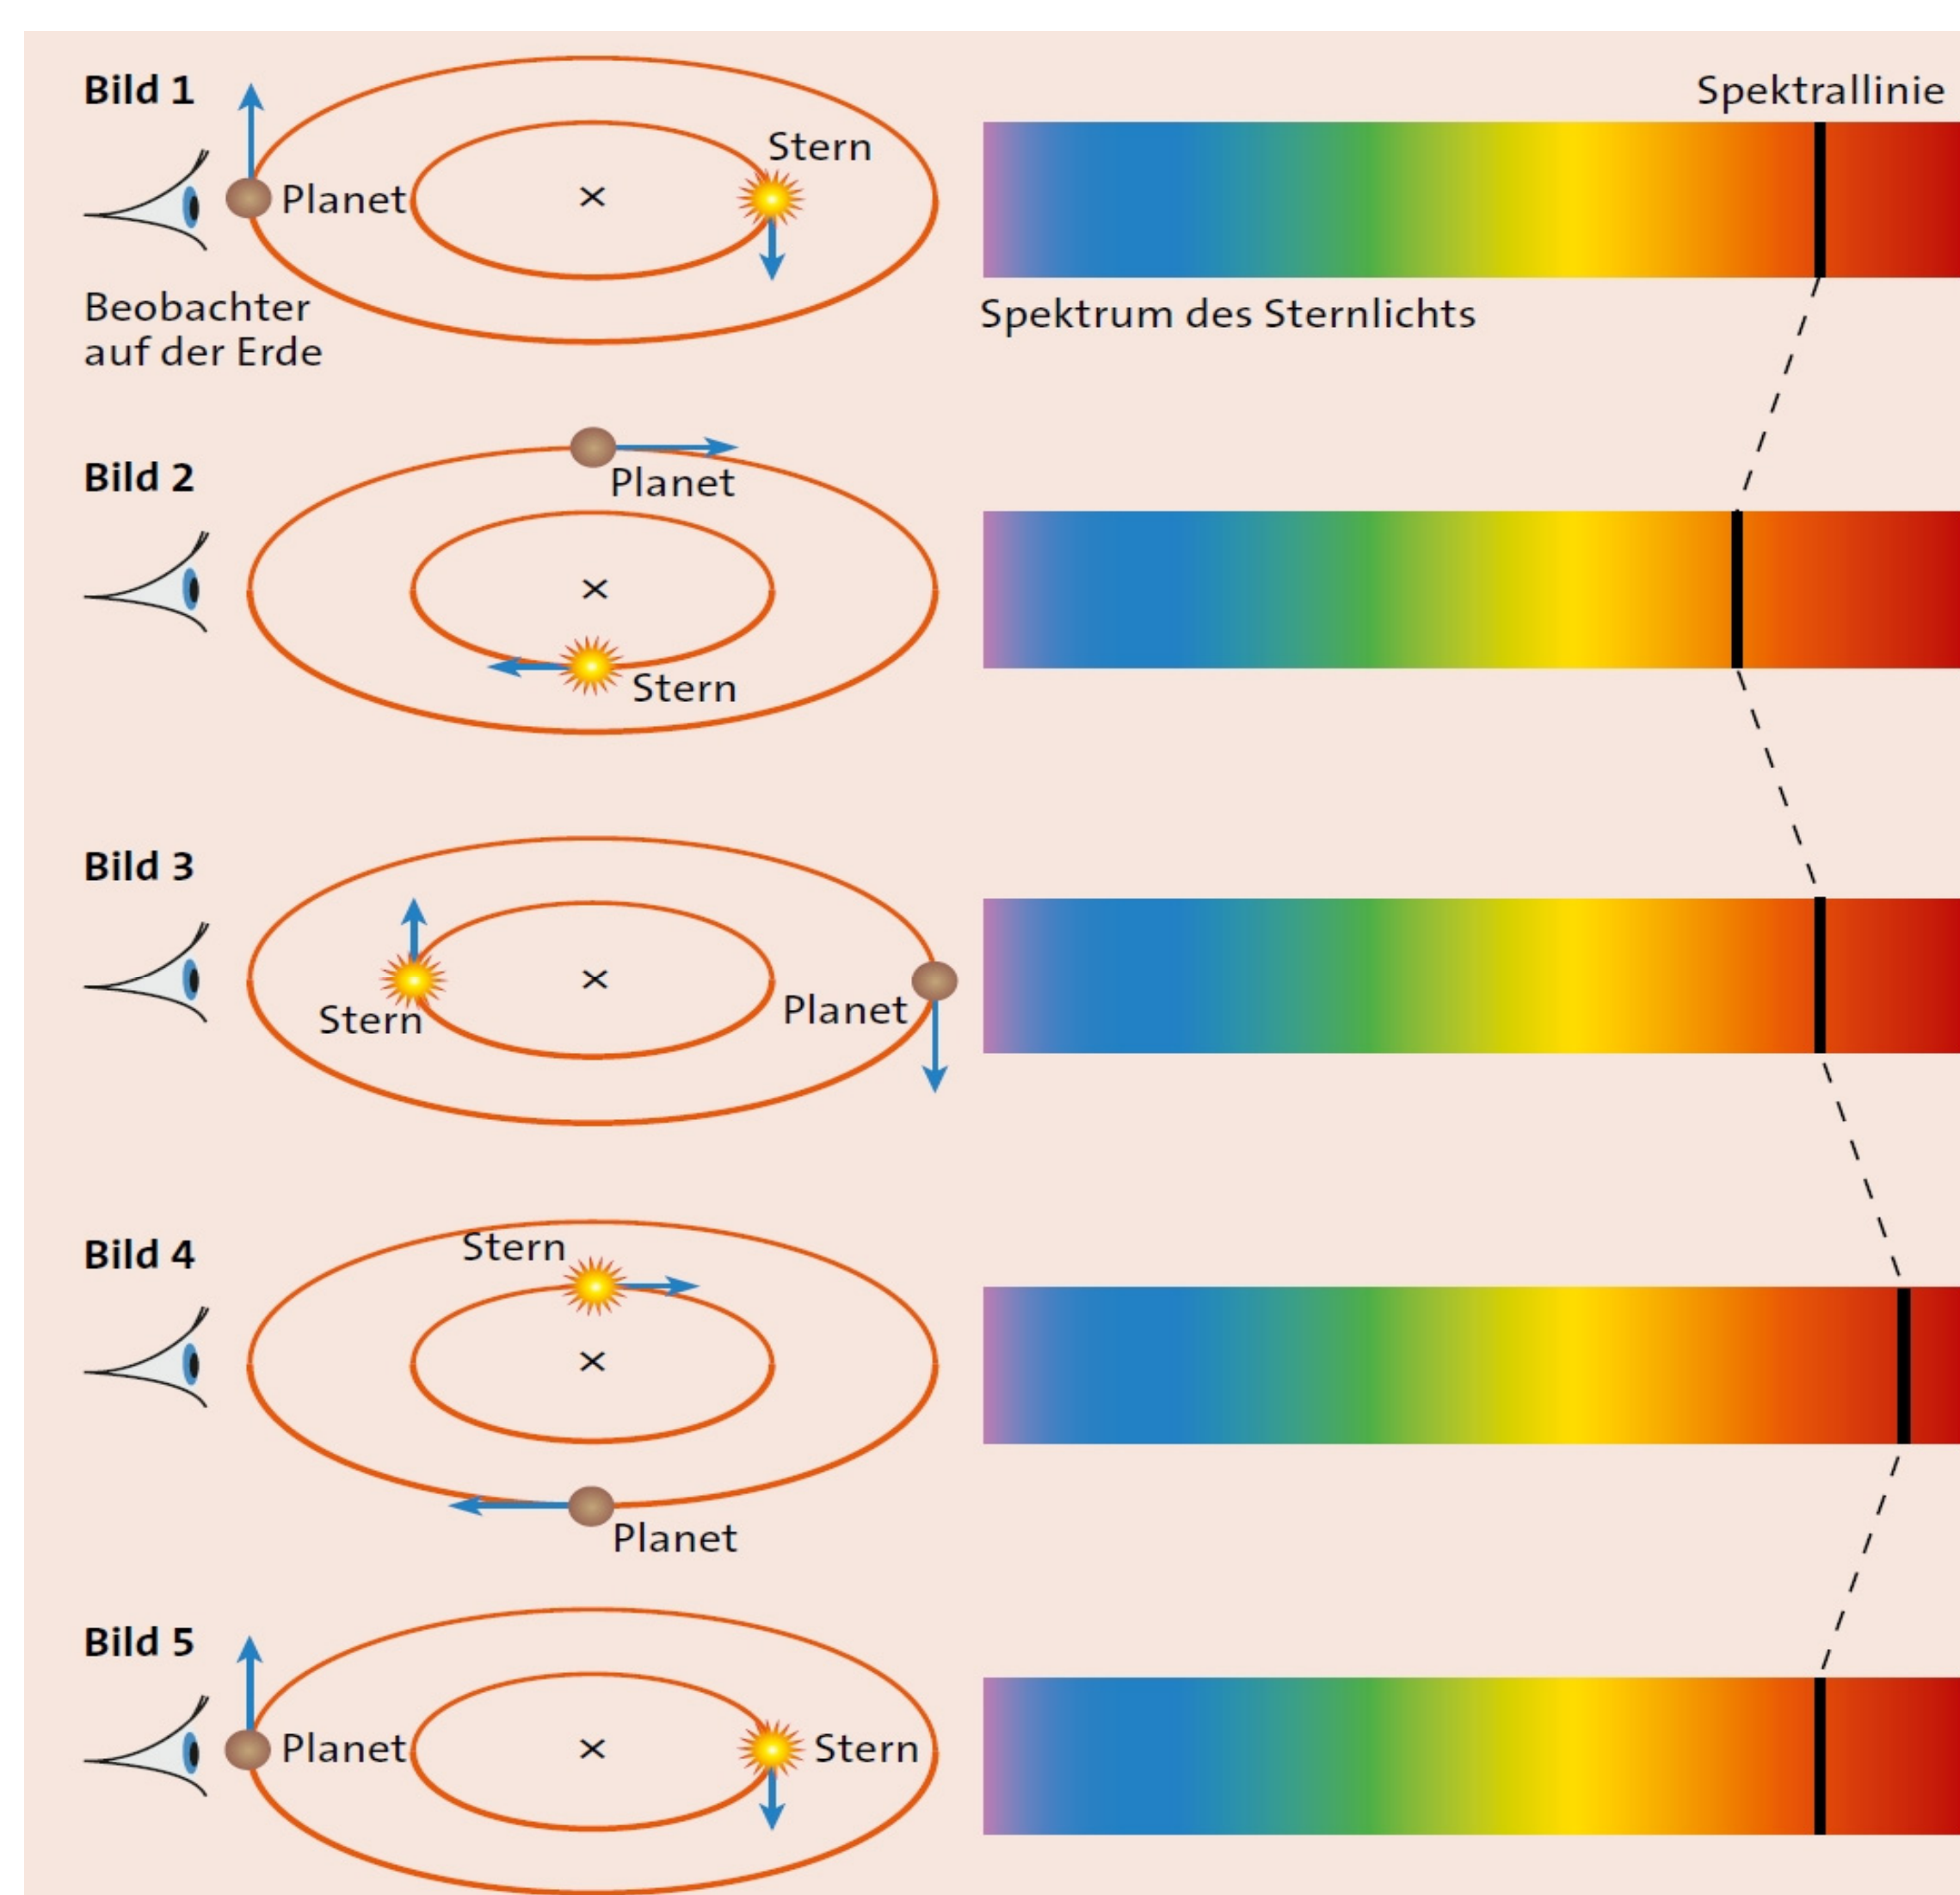 Bild 1
Spektrallinie
Stern
Planet
Beobachter
auf der Erde
Spektrum des Sternlichts
Bild 2
Planet
Stern
Bild 3
Stern
Planet
Bild 4
Stern
Planet
Bild 5
Planet
Stern